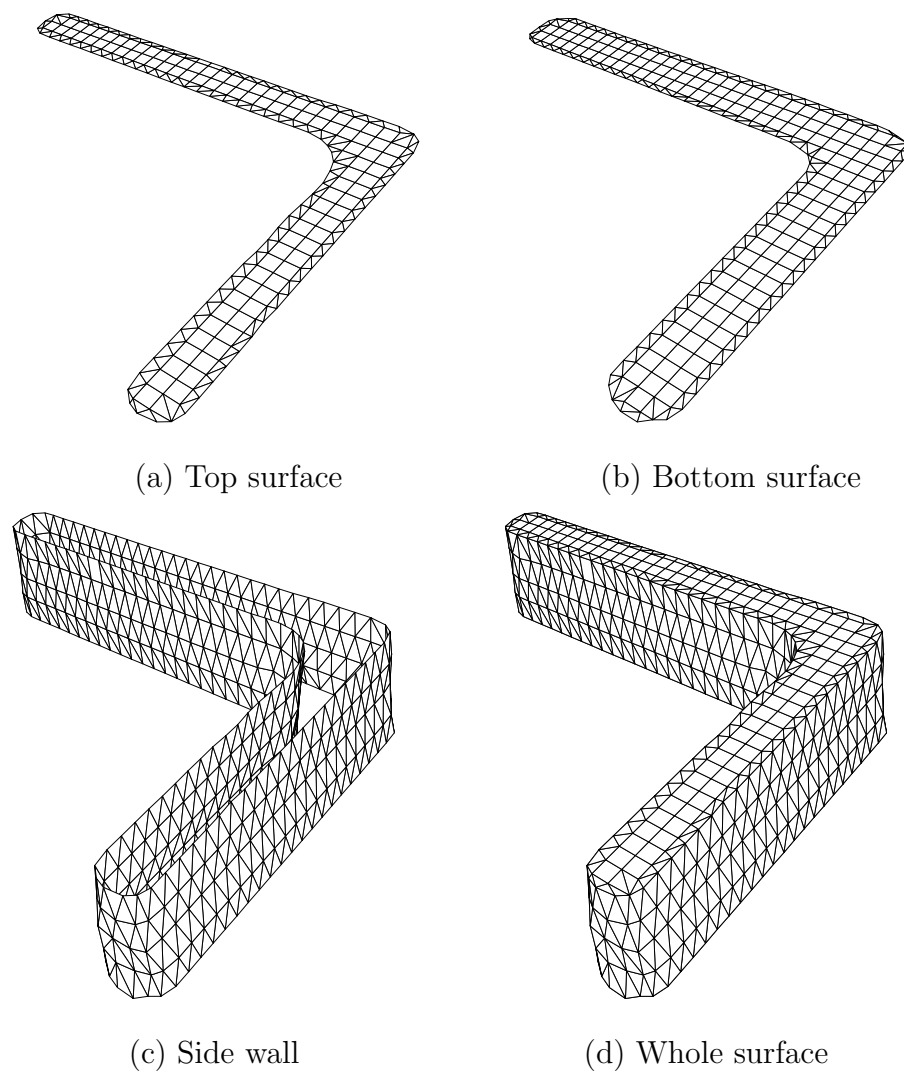 (a) Top surface
(b) Bottom surface
(c) Side wall
(d) Whole surface